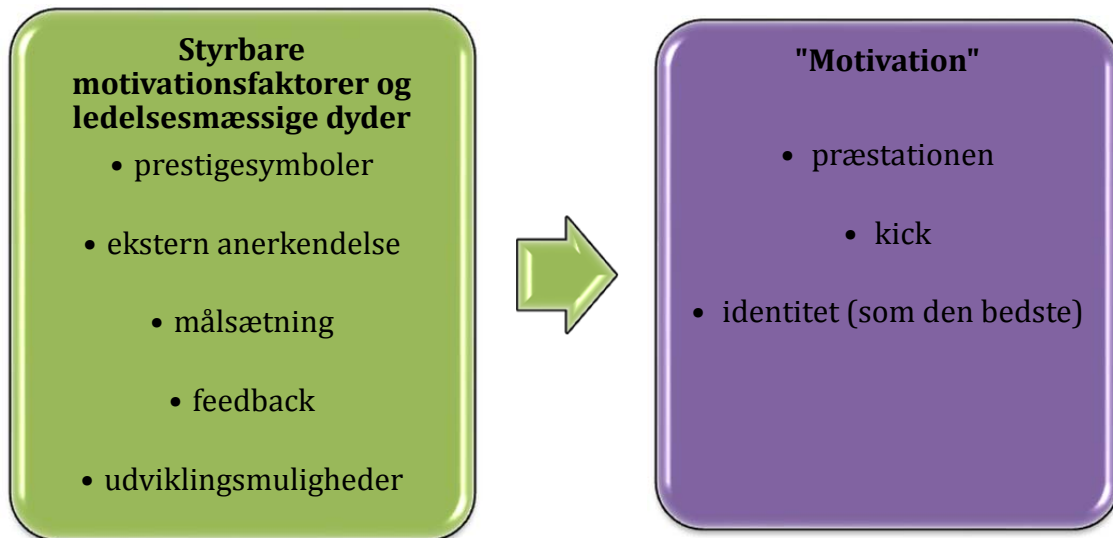 Styrbare
motivationsfaktorer og
ledelsesmæssige dyder
• prestigesymboler
• ekstern anerkendelse
• målsætning
• feedback
• udviklingsmuligheder
"Motivation"
• præstationen
• kick
• identitet (som den bedste)